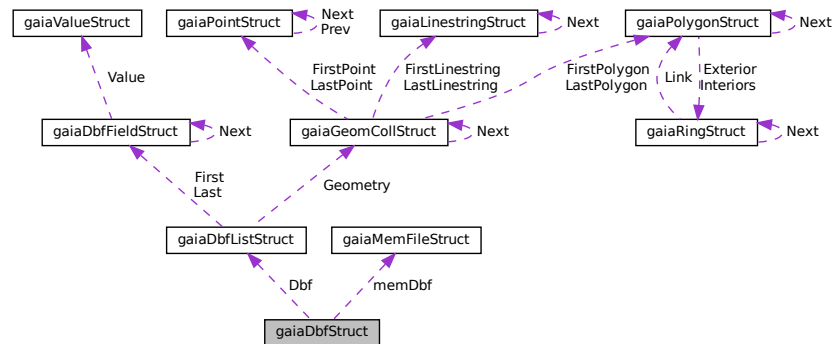 gaiaValueStruct
gaiaPointStruct
Next
Prev
gaiaLinestringStruct
Next
gaiaPolygonStruct
Next
Value
FirstPoint
LastPoint
FirstLinestring
LastLinestring
FirstPolygon
LastPolygon
Link
Exterior
Interiors
gaiaDbfFieldStruct
Next
gaiaGeomCollStruct
Next
gaiaRingStruct
Next
First
Last
Geometry
gaiaDbfListStruct
gaiaMemFileStruct
Dbf
memDbf
gaiaDbfStruct